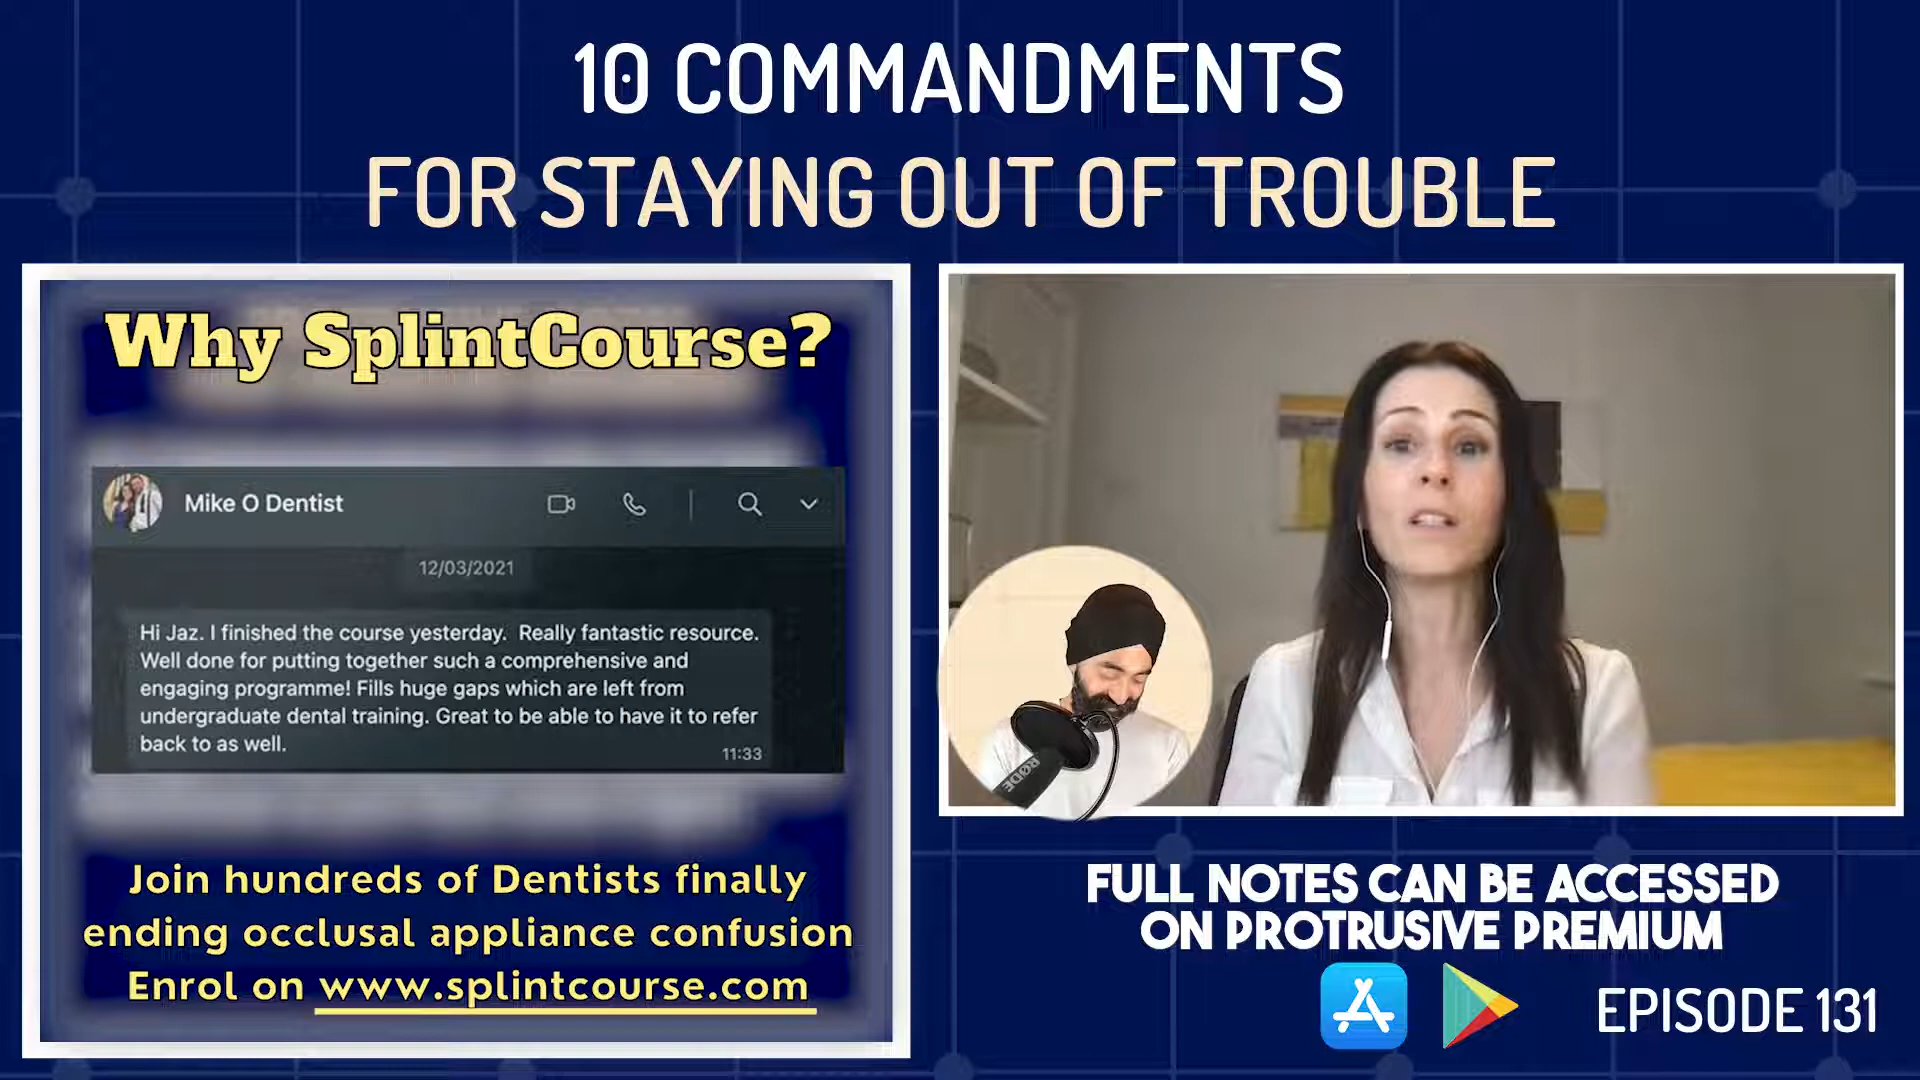 10 COMMANDMENTS
FOR STAYING OUT OF TROUBLE
Why SplintCourse?
Mike O Dentist
12/03/2021
Hi Jaz. I finished the course yesterday. Really fantastic resource.
Well done for putting together such a comprehensive and
engaging programme! Fills huge gaps which are left from
undergraduate dental training. Great to be able to have it to refer
back to as well.
11:33
Join hundreds of Dentists finally
ending occlusal appliance confusion
Enrol on www.splintcourse.com
RØDE
FULL NOTES CAN BE ACCESSED
ON PROTRUSIVE PREMIUM
EPISODE 131